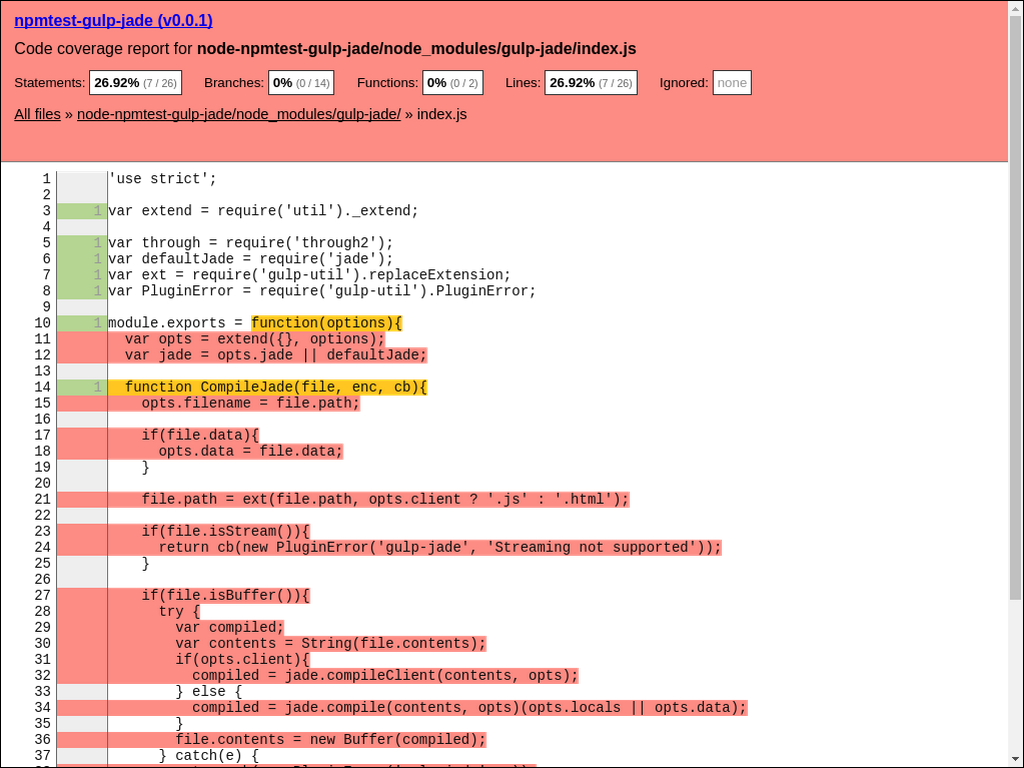 npmtest-gulp-jade (v0.0.1)
Code coverage report for node-npmtest-gulp-jade/node_modules/gulp-jade/index.js
Statements: 26.92% (7 / 26) Branches: 0% (0 / 14) Functions: 0% (0 / 2) Lines: 26.92% (7 / 26) Ignored: none
All files » node-npmtest-gulp-jade/node_modules/gulp-jade/ » index.js
1 'use strict';
2
3 1 var extend = require('util')._extend;
4
5 1 var through = require('through2');
6 1 var defaultJade = require('jade');
7 1 var ext = require('gulp-util').replaceExtension;
8 1 var PluginError = require('gulp-util').PluginError;
9
10 1 module.exports = function(options){
11 var opts = extend({}, options);
12 var jade = opts.jade || defaultJade;
13
14 1 function CompileJade(file, enc, cb){
15 opts.filename = file.path;
16
17 if(file.data){
18 opts.data = file.data;
19 }
20
21 file.path = ext(file.path, opts.client ? '.js' : '.html');
22
23 if(file.isStream()){
24 return cb(new PluginError('gulp-jade', 'Streaming not supported'));
25 }
26
27 if(file.isBuffer()){
28 try {
29 var compiled;
30 var contents = String(file.contents);
31 if(opts.client){
32 compiled = jade.compileClient(contents, opts);
33 } else {
34 compiled = jade.compile(contents, opts)(opts.locals || opts.data);
35 }
36 file.contents = new Buffer(compiled);
37 } catch(e) {